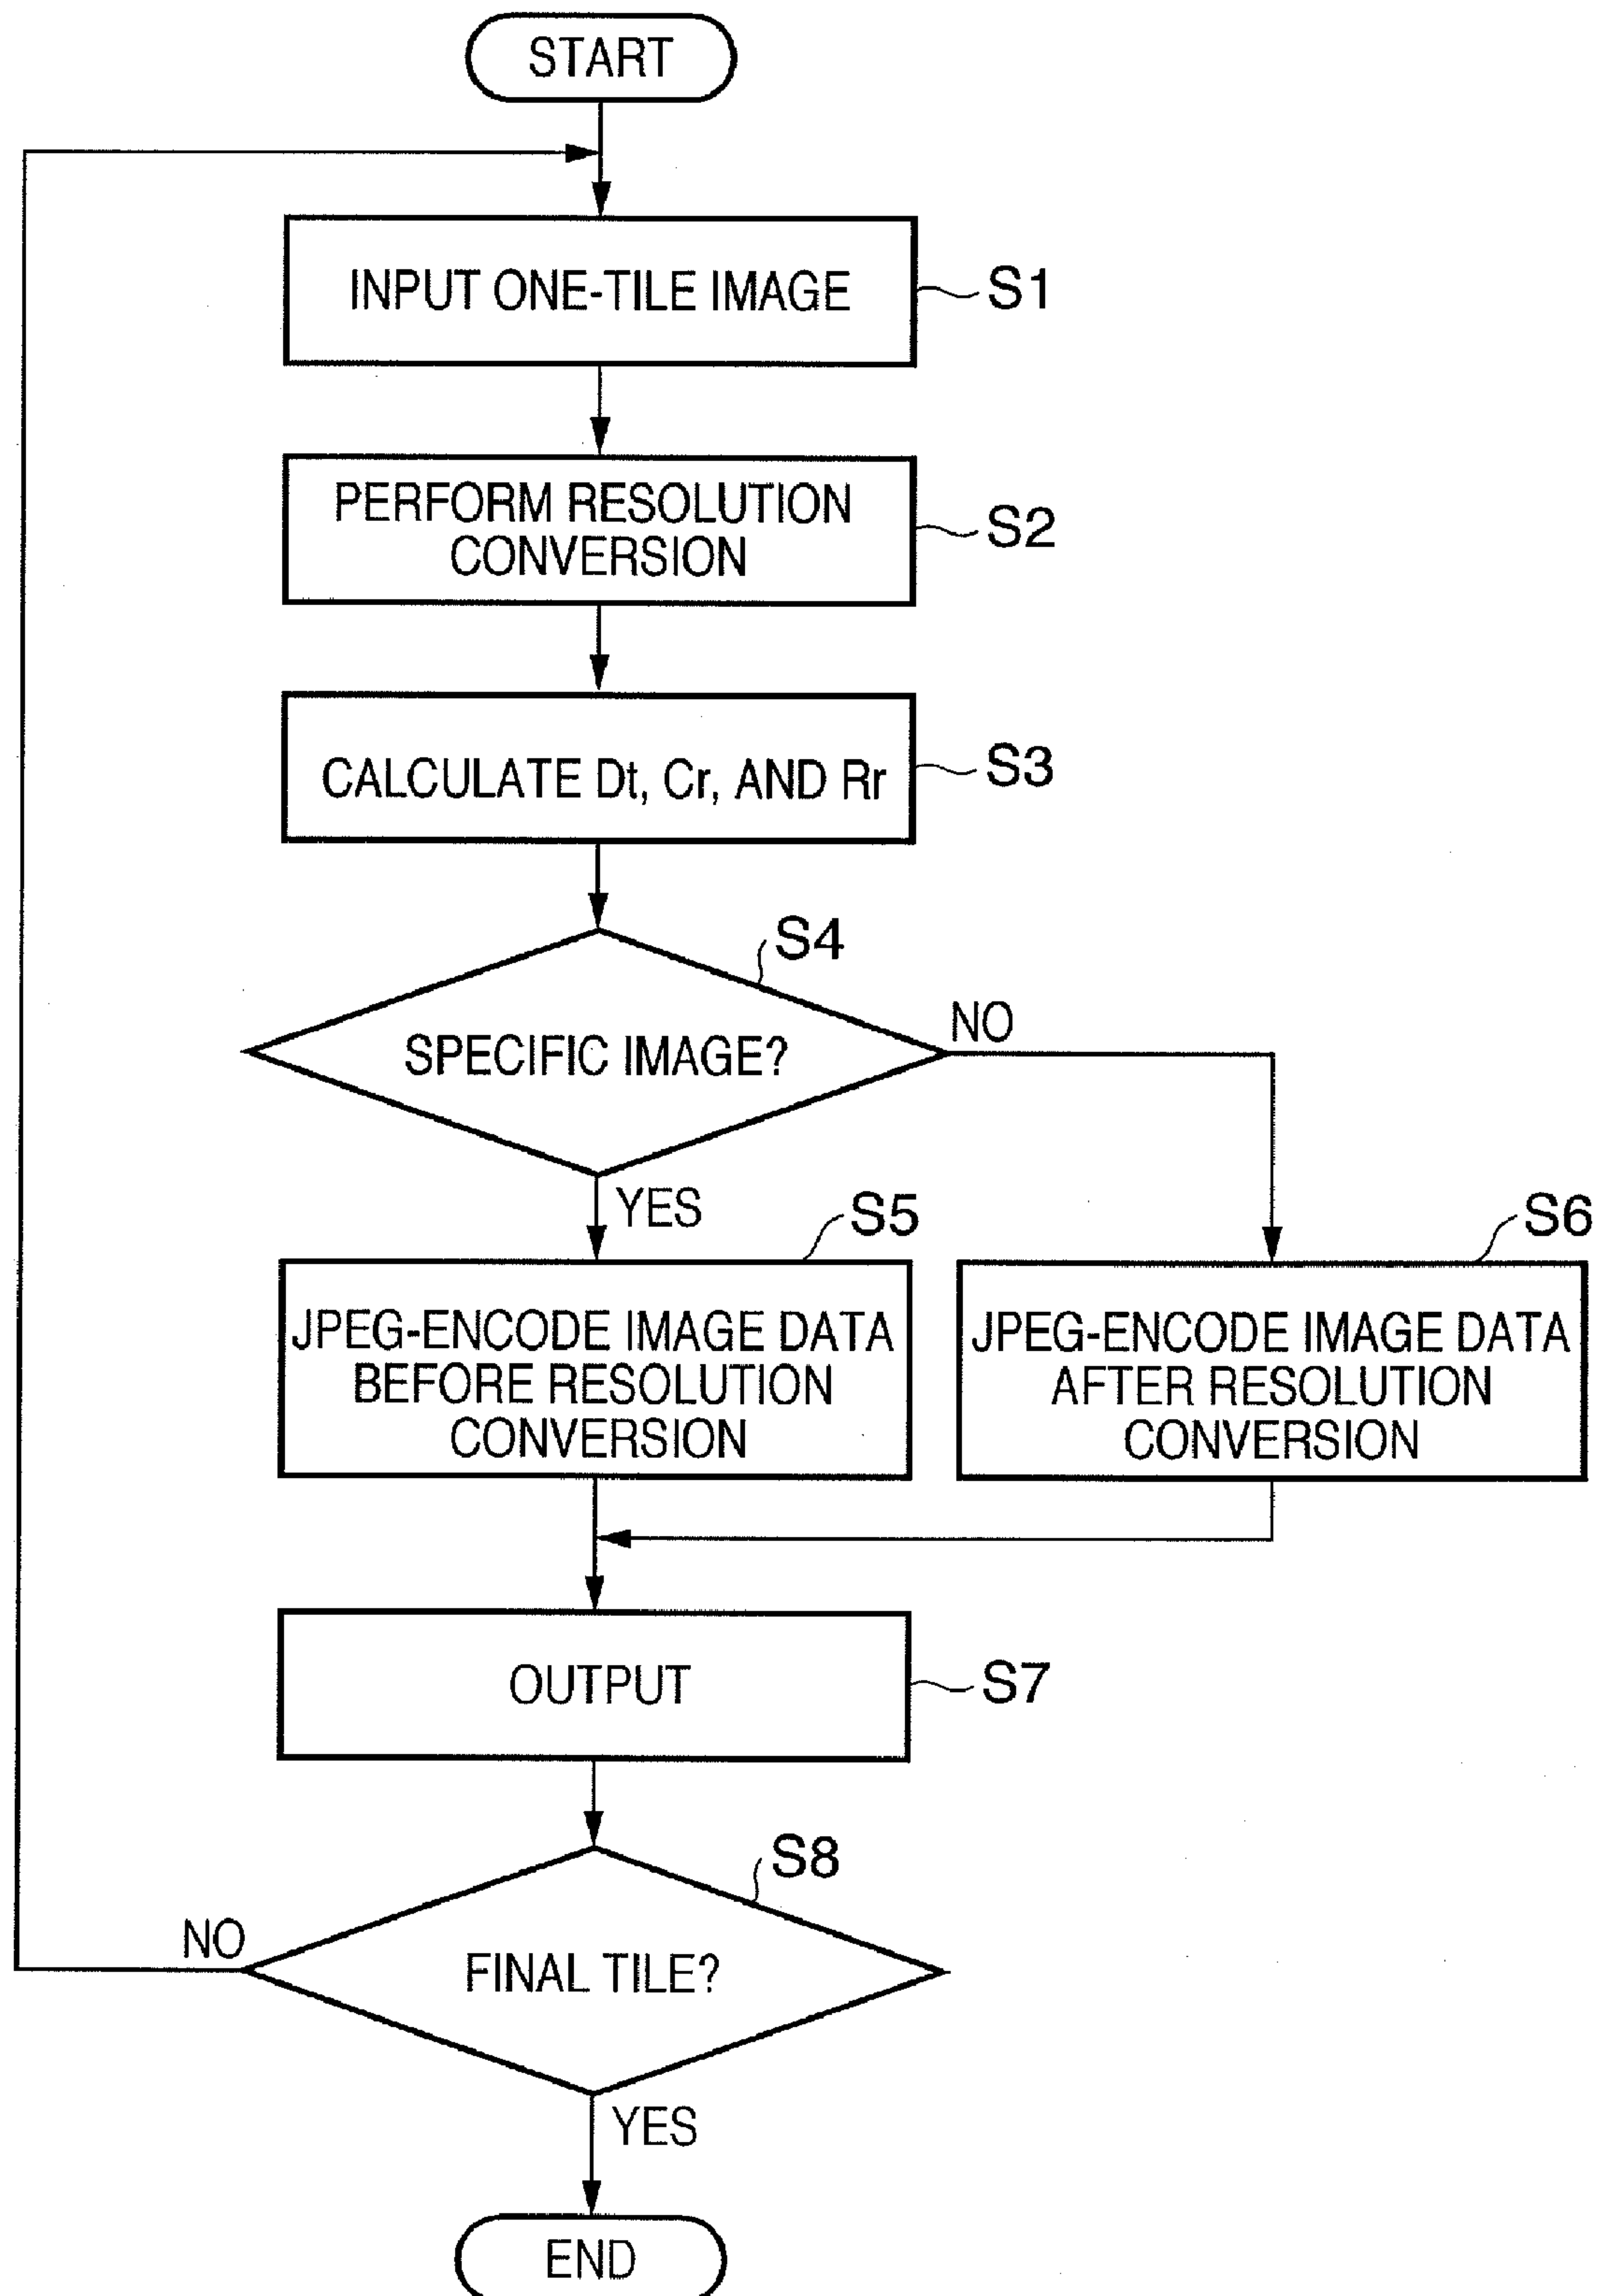 START
INPUT ONE-TILE IMAGE
S1
PERFORM RESOLUTION
CONVERSION
S2
CALCULATE Dt, Cr, AND Rr
S3
S4
SPECIFIC IMAGE?
NO
YES
S5
JPEG-ENCODE IMAGE DATA
BEFORE RESOLUTION
CONVERSION
S6
JPEG-ENCODE IMAGE DATA
AFTER RESOLUTION
CONVERSION
OUTPUT
S7
S8
FINAL TILE?
NO
YES
END